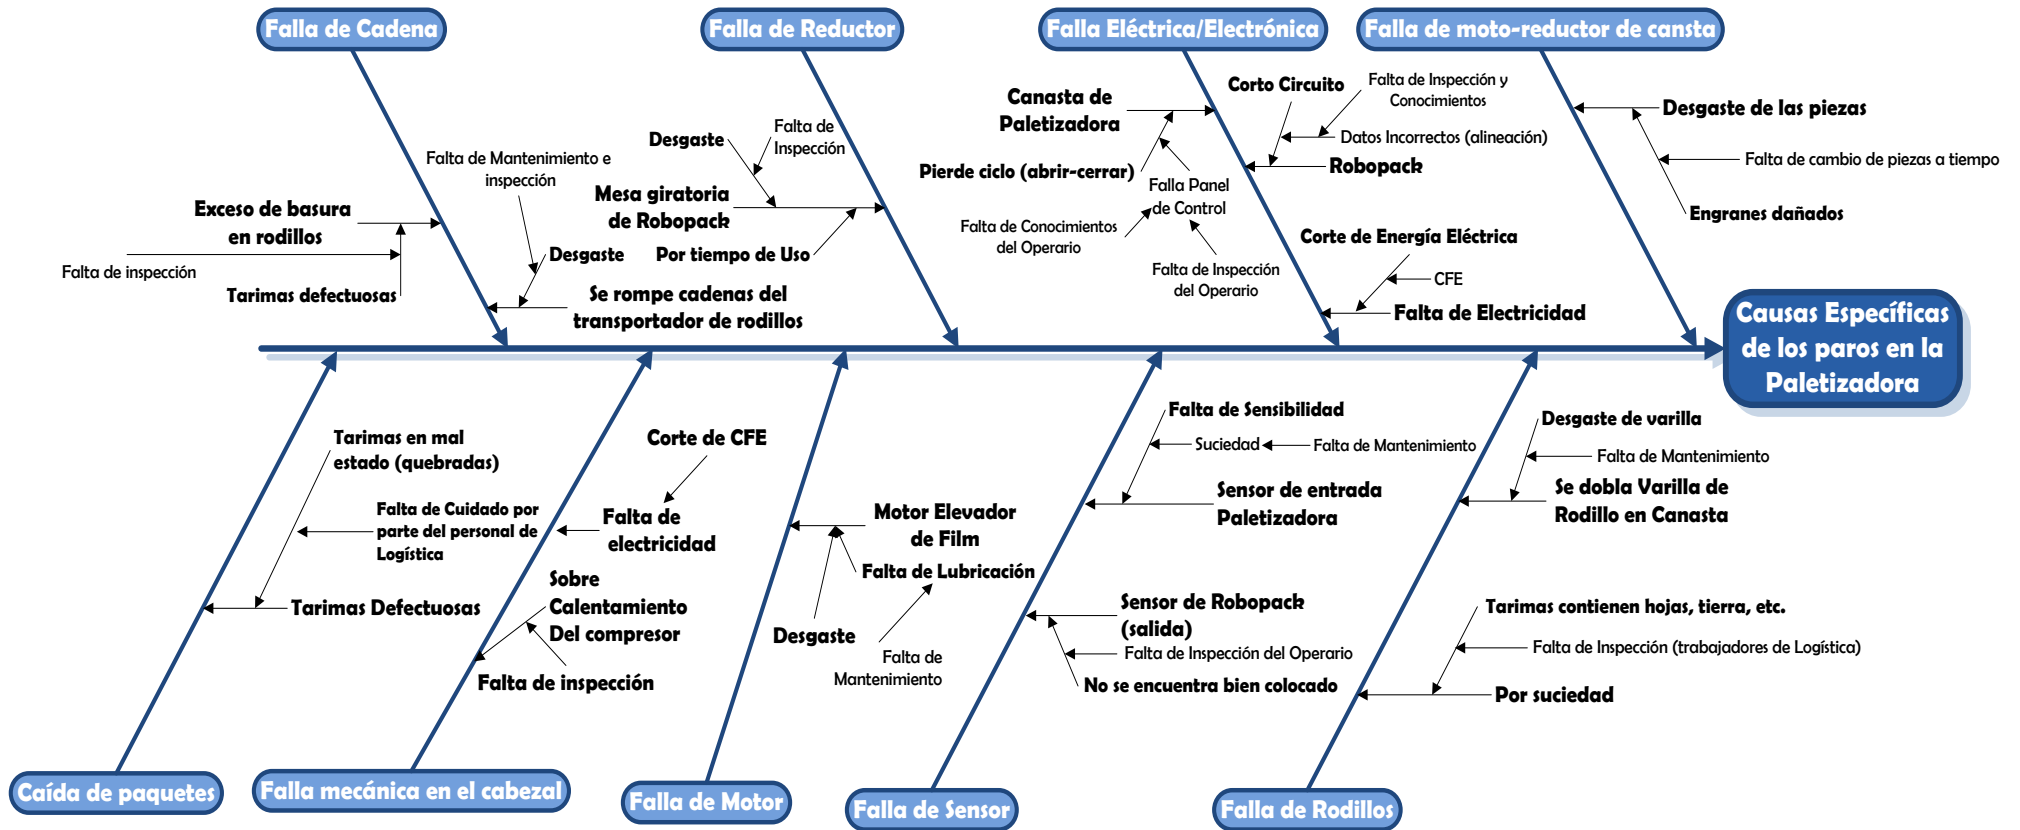 Falla de Cadena
Falla de Reductor
Falla Eléctrica/Electrónica
Falla de moto-reductor de cansta
Falta de Mantenimiento e
inspección
Exceso de basura
en rodillos
Falta de inspección
Tarimas defectuosas
Desgaste
Se rompe cadenas del
transportador de rodillos
Desgaste
Falta de
Inspección
Mesa giratoria
de Robopack
Por tiempo de Uso
Canasta de
Paletizadora
Pierde ciclo (abrir-cerrar)
Falla Panel
de Control
Falta de Conocimientos
del Operario
Falta de Inspección
del Operario
Corto Circuito
Falta de Inspección y
Conocimientos
Datos Incorrectos (alineación)
Robopack
Corte de Energía Eléctrica
CFE
Falta de Electricidad
Desgaste de las piezas
Falta de cambio de piezas a tiempo
Engranes dañados
Causas Específicas
de los paros en la
Paletizadora
Tarimas en mal
estado (quebradas)
Falta de Cuidado por
parte del personal de
Logística
Tarimas Defectuosas
Corte de CFE
Falta de
electricidad
Sobre
Calentamiento
Del compresor
Falta de inspección
Motor Elevador
de Film
Falta de Lubricación
Desgaste
Falta de
Mantenimiento
Falta de Sensibilidad
Suciedad
Falta de Mantenimiento
Sensor de entrada
Paletizadora
Sensor de Robopack
(salida)
Falta de Inspección del Operario
No se encuentra bien colocado
Desgaste de varilla
Falta de Mantenimiento
Se dobla Varilla de
Rodillo en Canasta
Tarimas contienen hojas, tierra, etc.
Falta de Inspección (trabajadores de Logística)
Por suciedad
Caída de paquetes
Falla mecánica en el cabezal
Falla de Motor
Falla de Sensor
Falla de Rodillos